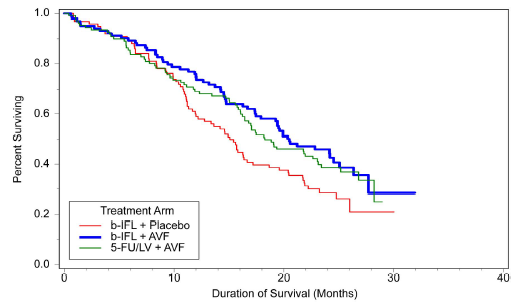 1.0
0.8
0.6
0.4
0.2
0.0
Percent Surviving
Treatment Arm
b-IFL + Placebo
b-IFL + AVF
5-FU/LV + AVF
0 10 20 30 40
Duration of Survival (Months)